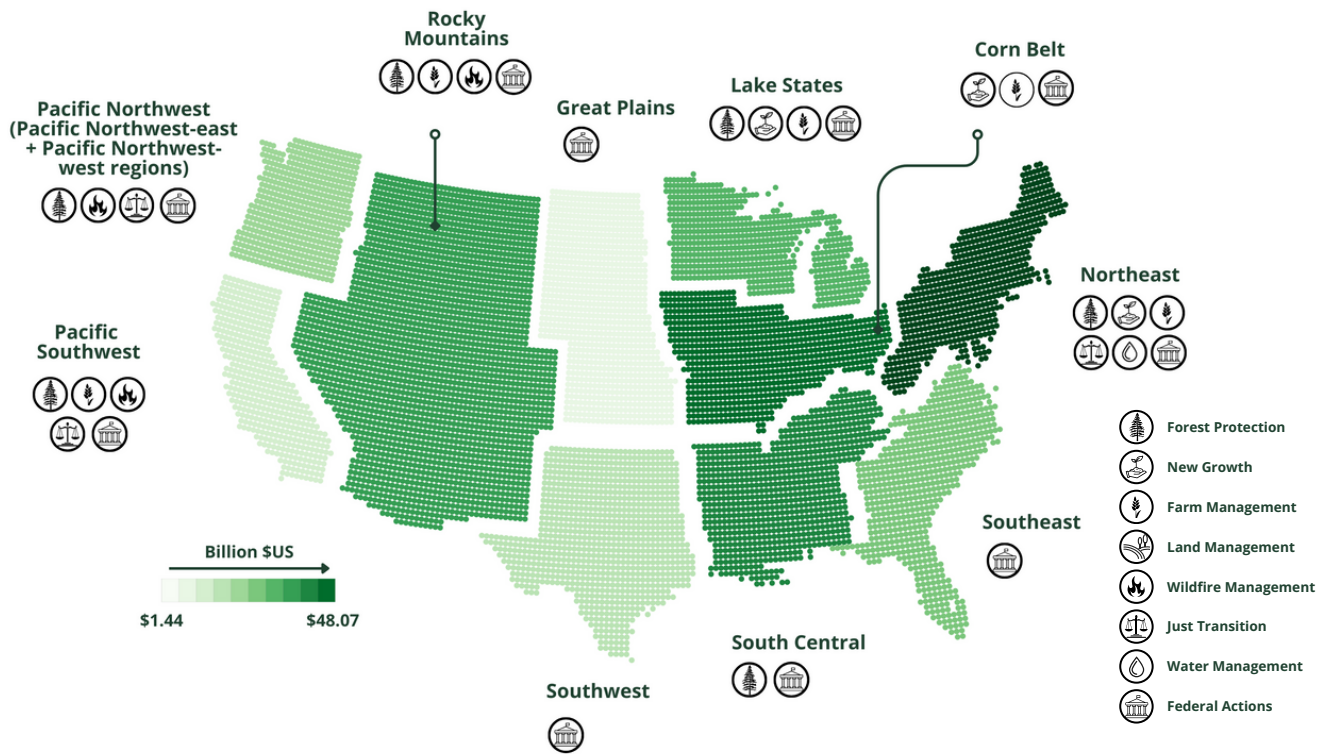 Rocky
Mountains
Corn Belt
Lake States
Great Plains
Pacific Northwest
(Pacific Northwest-east
+ Pacific Northwest-
west regions)
Northeast
Pacific
Southwest
Forest Protection
New Growth
Farm Management
Land Management
Wildfire Management
Just Transition
Water Management
Federal Actions
Southeast
Billion $US
$1.44
$48.07
South Central
Southwest